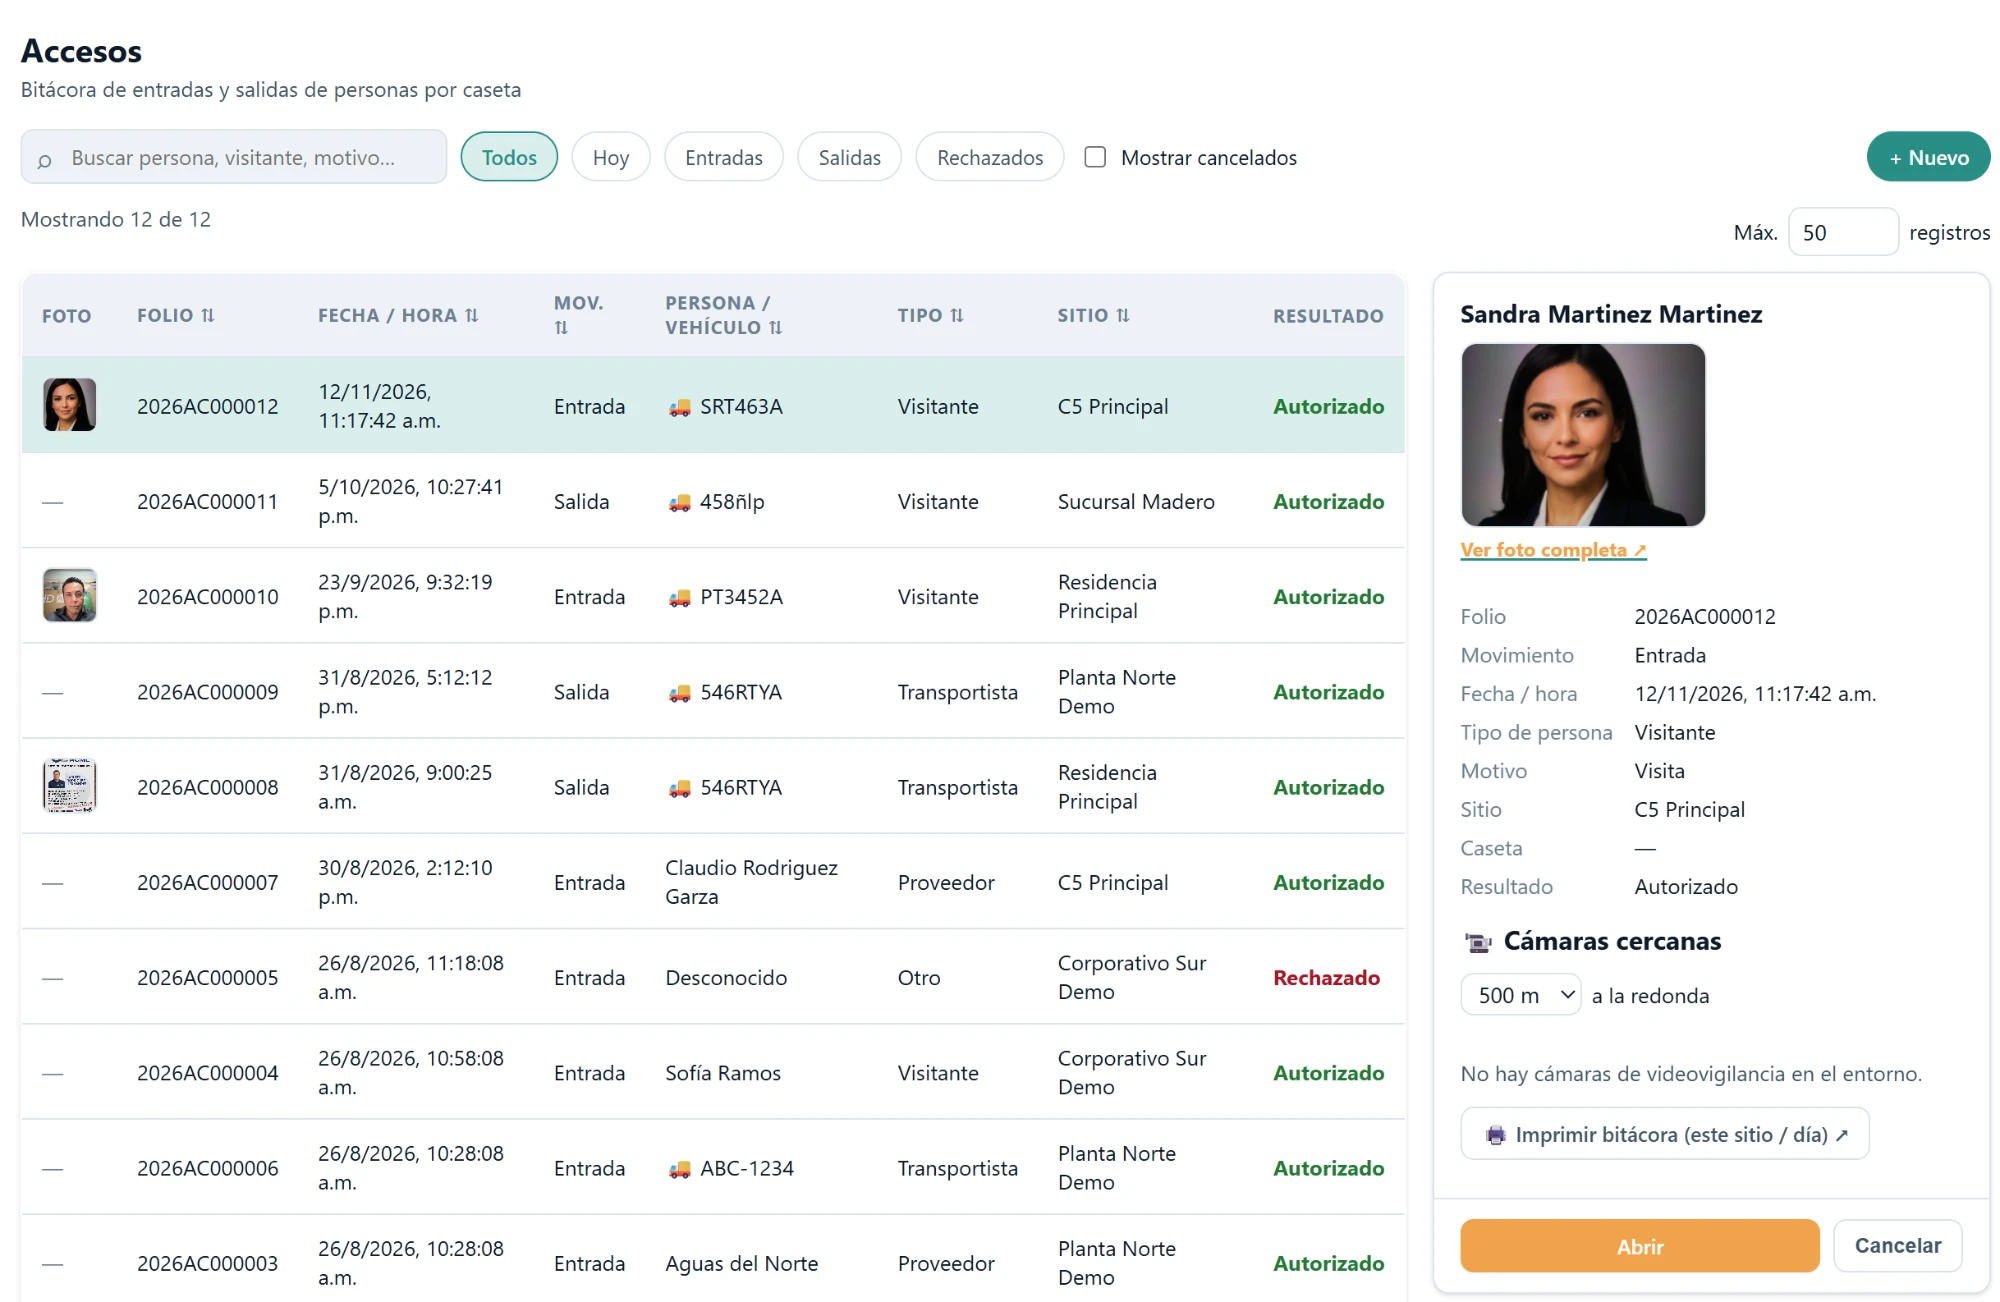 Accesos
Bitácora de entradas y salidas de personas por caseta
Buscar persona, visitante, motivo...
Todos
Hoy
Entradas
Salidas
Rechazados
Mostrar cancelados
+ Nuevo
Mostrando 12 de 12
Máx. 50 registros
FOTO
FOLIO ⇅
FECHA / HORA ⇅
MOV. ⇅
PERSONA / VEHÍCULO ⇅
TIPO ⇅
SITIO ⇅
RESULTADO
2026AC000012
12/11/2026,
11:17:42 a.m.
Entrada
SRT463A
Visitante
C5 Principal
Autorizado
—
2026AC000011
5/10/2026, 10:27:41
p.m.
Salida
458ñlp
Visitante
Sucursal Madero
Autorizado
2026AC000010
23/9/2026, 9:32:19
p.m.
Entrada
PT3452A
Visitante
Residencia
Principal
Autorizado
—
2026AC000009
31/8/2026, 5:12:12
p.m.
Salida
546RTYA
Transportista
Planta Norte
Demo
Autorizado
2026AC000008
31/8/2026, 9:00:25
a.m.
Salida
546RTYA
Transportista
Residencia
Principal
Autorizado
—
2026AC000007
30/8/2026, 2:12:10
p.m.
Entrada
Claudio Rodriguez
Garza
Proveedor
C5 Principal
Autorizado
—
2026AC000005
26/8/2026, 11:18:08
a.m.
Entrada
Desconocido
Otro
Corporativo Sur
Demo
Rechazado
—
2026AC000004
26/8/2026, 10:58:08
a.m.
Entrada
Sofía Ramos
Visitante
Corporativo Sur
Demo
Autorizado
—
2026AC000006
26/8/2026, 10:28:08
a.m.
Entrada
ABC-1234
Transportista
Planta Norte
Demo
Autorizado
—
2026AC000003
26/8/2026, 10:28:08
a.m.
Entrada
Aguas del Norte
Proveedor
Planta Norte
Demo
Autorizado
Sandra Martinez Martinez
Ver foto completa ↗
Folio 2026AC000012
Movimiento Entrada
Fecha / hora 12/11/2026, 11:17:42 a.m.
Tipo de persona Visitante
Motivo Visita
Sitio C5 Principal
Caseta —
Resultado Autorizado
Cámaras cercanas
500 m a la redonda
No hay cámaras de videovigilancia en el entorno.
Imprimir bitácora (este sitio / día) ↗
Abrir
Cancelar